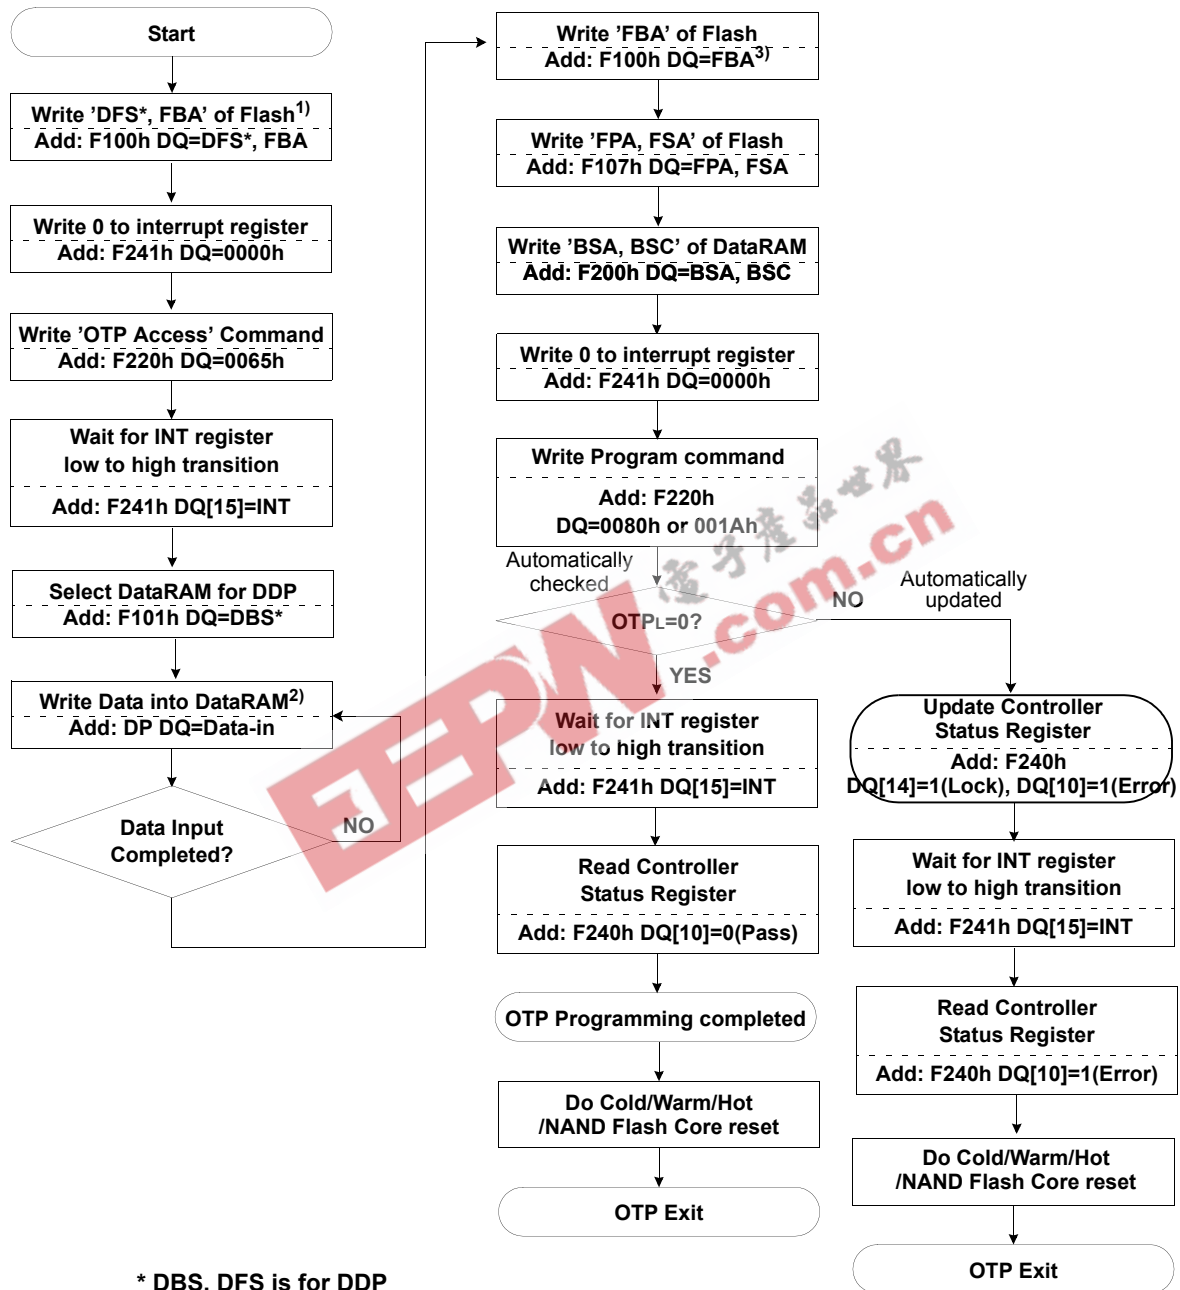 Start
Write ’DFS*, FBA’ of Flash1)
Add: F100h DQ=DFS*, FBA
Write 0 to interrupt register
Add: F241h DQ=0000h
Write ’OTP Access’ Command
Add: F220h DQ=0065h
Wait for INT register
low to high transition
Add: F241h DQ[15]=INT
Select DataRAM for DDP
Add: F101h DQ=DBS*
Write Data into DataRAM2)
Add: DP DQ=Data-in
Data Input
Completed?
NO
Write ’FBA’ of Flash
Add: F100h DQ=FBA3)
Write ’FPA, FSA’ of Flash
Add: F107h DQ=FPA, FSA
Write ’BSA, BSC’ of DataRAM
Add: F200h DQ=BSA, BSC
Write 0 to interrupt register
Add: F241h DQ=0000h
Write Program command
Add: F220h
DQ=0080h or 001Ah
Automatically
checked
OTPL=0?
YES
NO
Automatically
updated
Wait for INT register
low to high transition
Add: F241h DQ[15]=INT
Read Controller
Status Register
Add: F240h DQ[10]=0(Pass)
OTP Programming completed
Do Cold/Warm/Hot
/NAND Flash Core reset
OTP Exit
Update Controller
Status Register
Add: F240h
DQ[14]=1(Lock), DQ[10]=1(Error)
Wait for INT register
low to high transition
Add: F241h DQ[15]=INT
Read Controller
Status Register
Add: F240h DQ[10]=1(Error)
Do Cold/Warm/Hot
/NAND Flash Core reset
OTP Exit
* DBS, DFS is for DDP
EEPW
電子產品世界
.com.cn